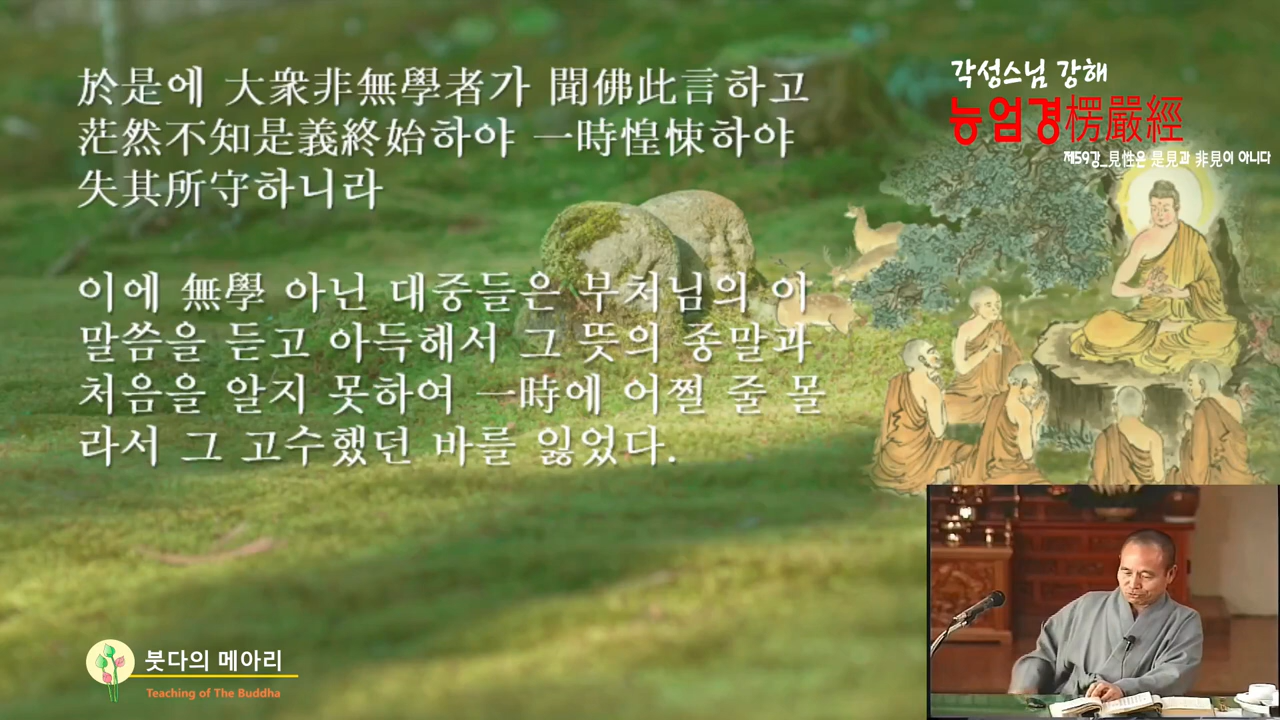 於是에 大衆非無學者가 聞佛此言하고
茫然不知是義終始하야 一時惶悚하야
失其所守하니라
이에 無學 아닌 대중들은 부처님의 이
말씀을 듣고 아득해서 그 뜻의 종말과
처음을 알지 못하여 一時에 어쩔 줄 몰
라서 그 고수했던 바를 잃었다.
각성스님 강해
능엄경楞嚴經
제59강_見性은 是見과 非見이 아니다
붓다의 메아리
Teaching of The Buddha